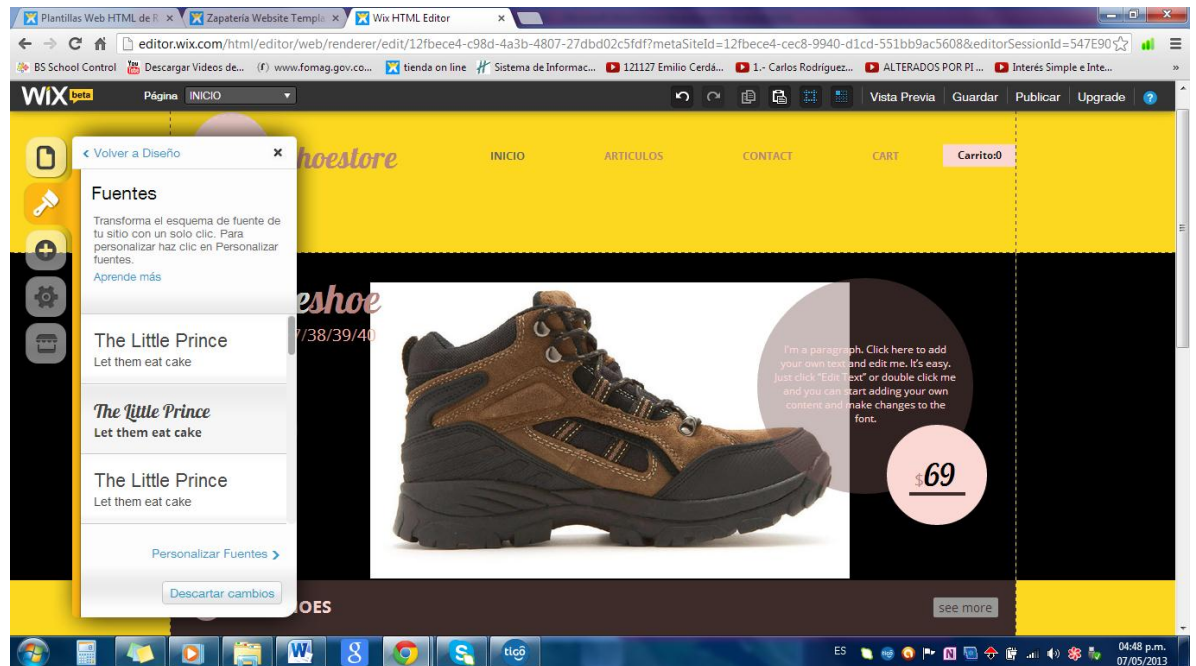 Plantillas Web HTML de R
Zapatería Website Templa
Wix HTML Editor
editor.wix.com/html/editor/web/renderer/edit/12fbece4-c98d-4a3b-4807-27dbd02c5fdf?metaSiteId=12fbece4-cec8-9940-d1cd-551bb9ac5608&editorSessionId=547E90
BS School Control
Descargar Videos de...
www.fomag.gov.co...
tienda on line
Sistema de Informac...
121127 Emilio Cerdá...
1.- Carlos Rodríguez...
ALTERADOS POR PI ...
Interés Simple e Inte...
»
WiX beta
Página
INICIO
Vista Previa
Guardar
Publicar
Upgrade
?
hoestore
INICIO
ARTICULOS
CONTACT
CART
Carrito:0
Volver a Diseño
Fuentes
Transforma el esquema de fuente de
tu sitio con un solo clic. Para
personalizar haz clic en Personalizar
fuentes.
Aprende más
The Little Prince
Let them eat cake
The Little Prince
Let them eat cake
The Little Prince
Let them eat cake
Personalizar Fuentes
Descartar cambios
eshoe
7/38/39/40
I'm a paragraph. Click here to add
your own text and edit me. It's easy.
Just click "Edit Text" or double click me
and you can start adding your own
content and make changes to the
font.
$69
OES
see more
W
8
S
tigo
ES
N
04:48 p.m.
07/05/2013